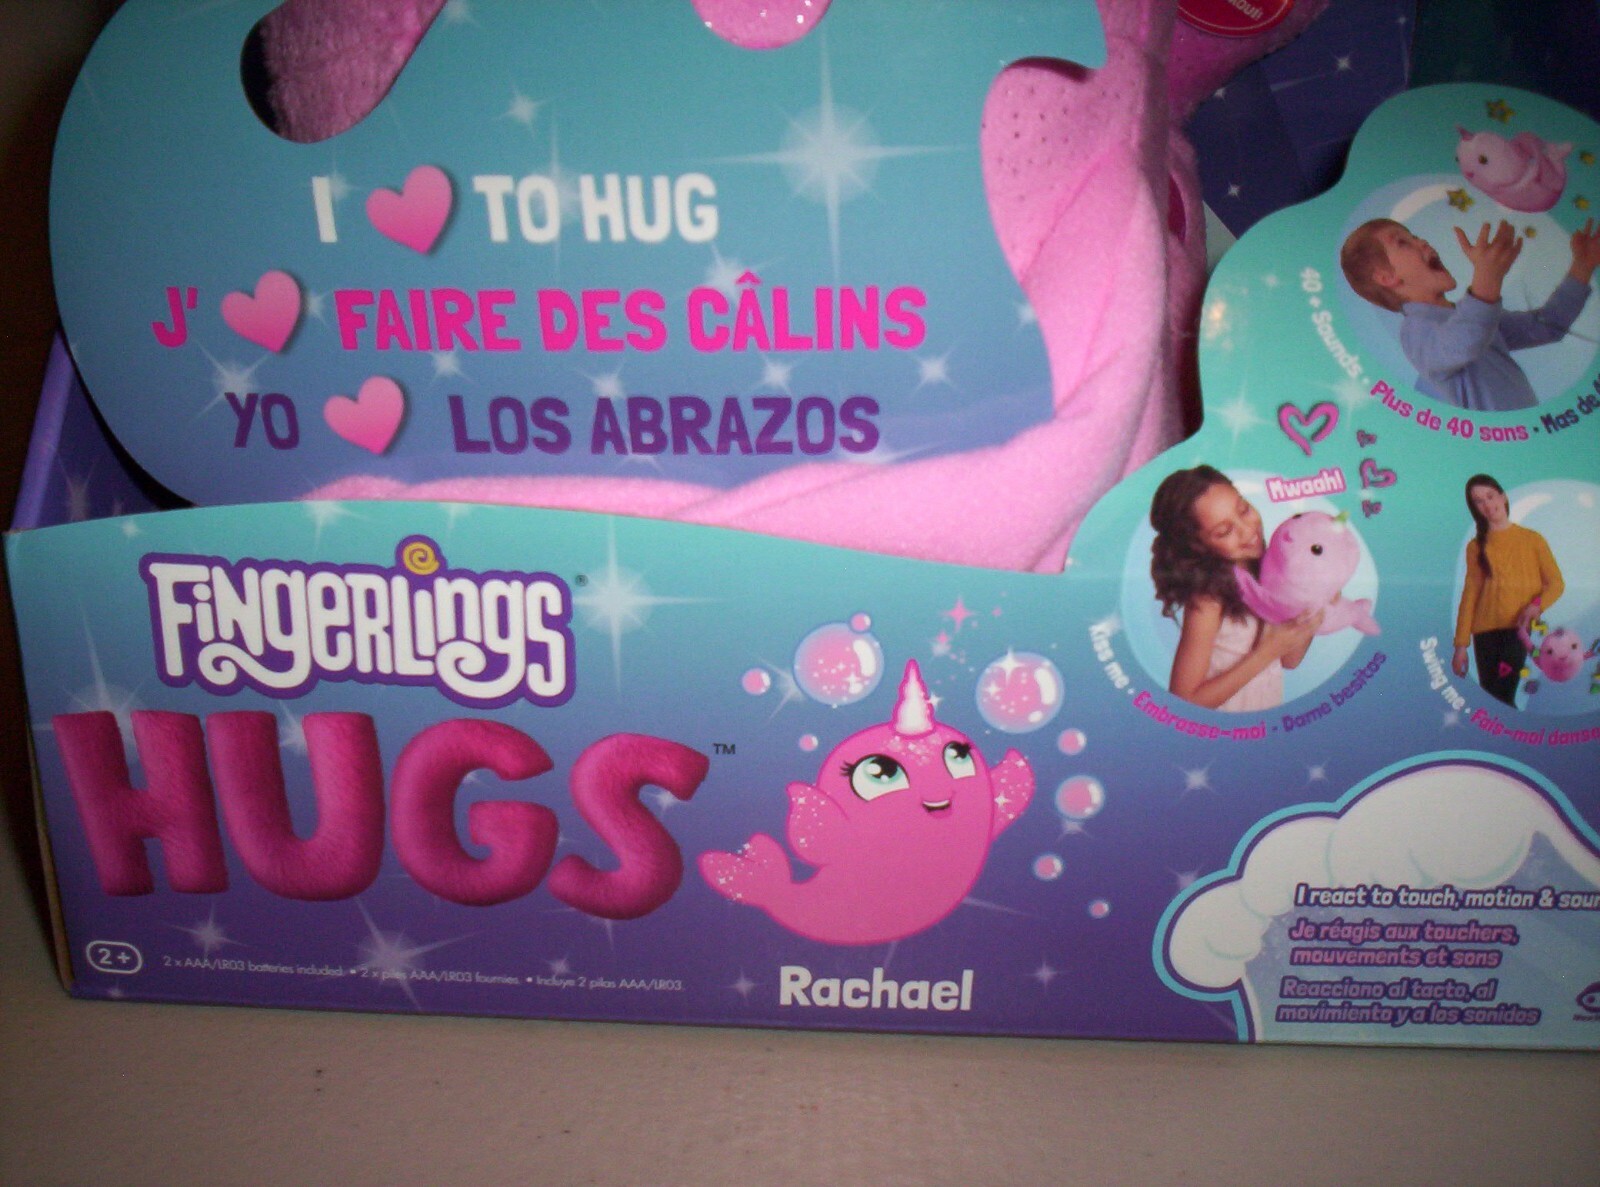 I TO HUG
J' FAIRE DES CÂLINS
YO LOS ABRAZOS
FINGERLINGS®
HUGS™
2+
2 x AAA/LR03 batteries included. • 2 x piles AAA/LR03 fournies. • Incluye 2 pilas AAA/LR03.
Rachael
40 + Sounds • Plus de 40 sons • Mas de
Mwaah!
Kiss me • Embrasse-moi • Dame besitos
Swing me • Fais-moi danse
I react to touch, motion & sou
Je réagis aux touchers,
mouvements et sons
Reacciono al tacto, al
movimiento y a los sonidos